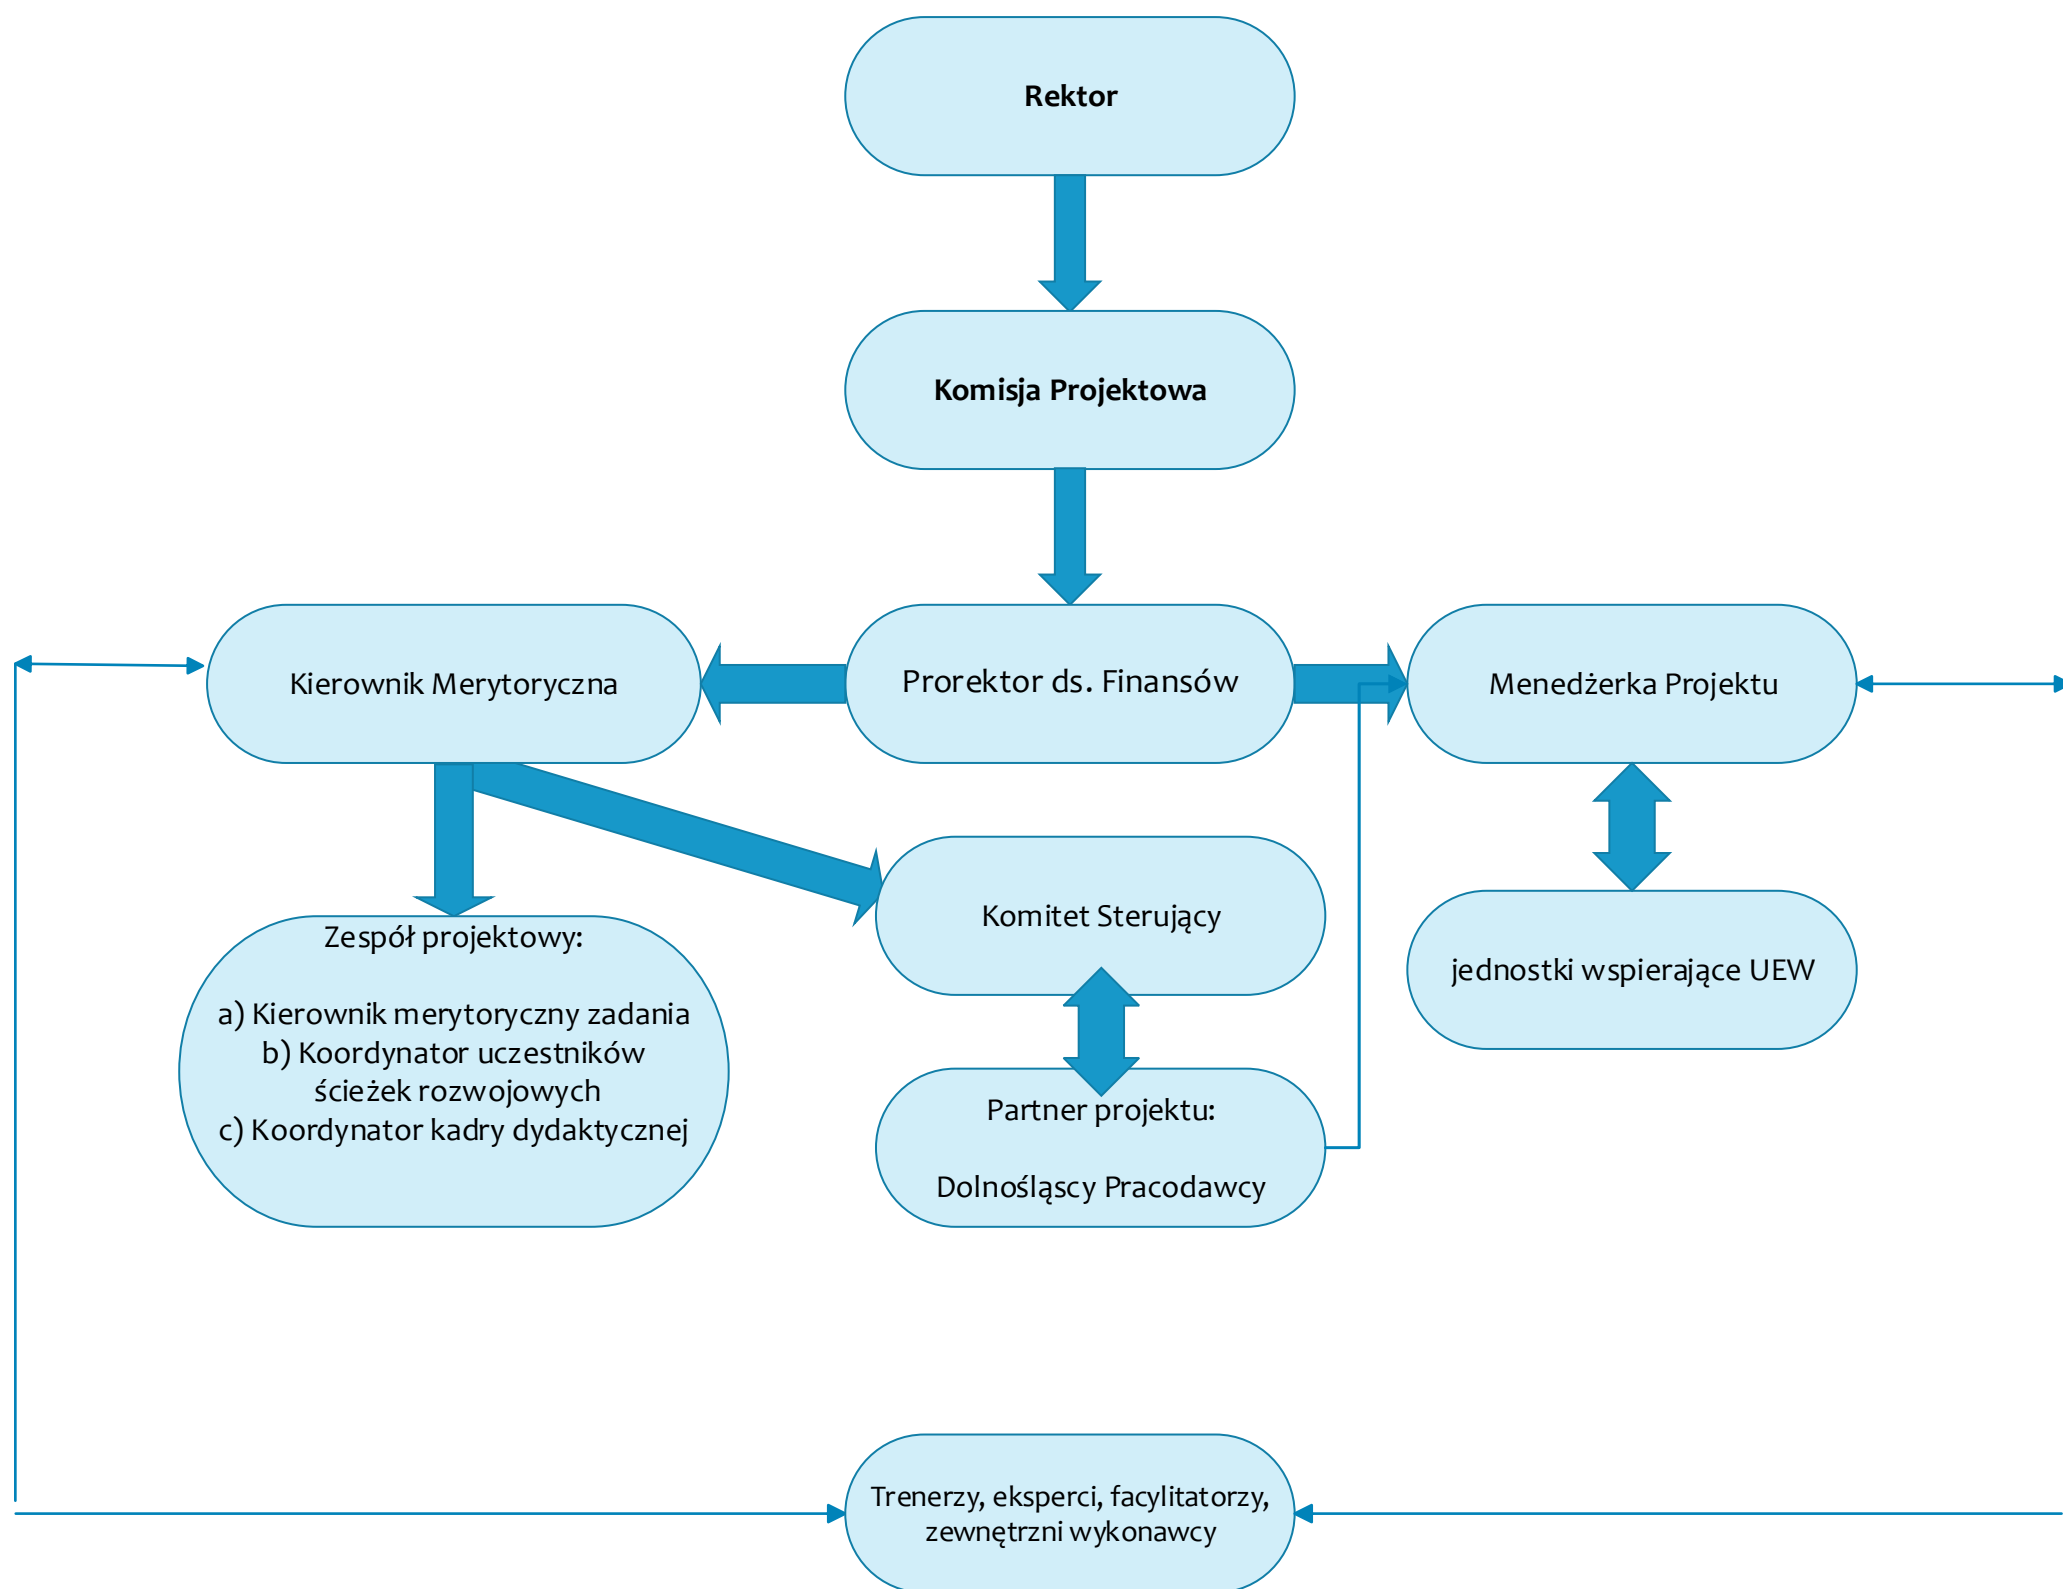 Rektor
Komisja Projektowa
Kierownik Merytoryczna
Prorektor ds. Finansów
Menedżerka Projektu
Zespół projektowy:
a) Kierownik merytoryczny zadania
b) Koordynator uczestników
ścieżek rozwojowych
c) Koordynator kadry dydaktycznej
Komitet Sterujący
jednostki wspierające UEW
Partner projektu:
Dolnośląscy Pracodawcy
Trenerzy, eksperci, facylitatorzy,
zewnętrzni wykonawcy